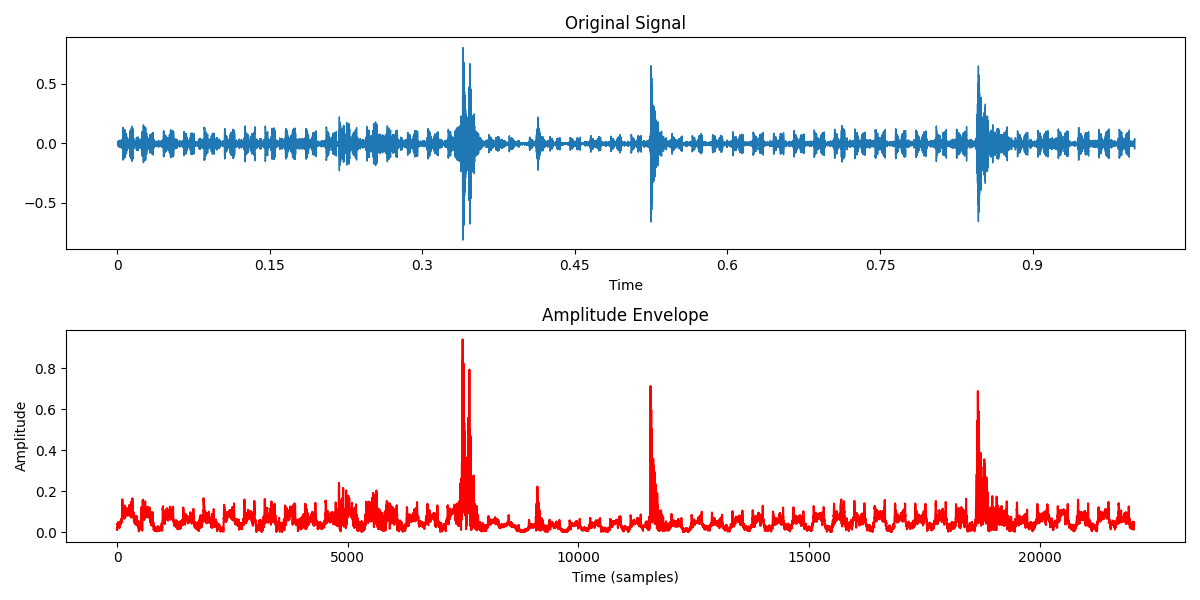 Original Signal
0.5
0.0
−0.5
0 0.15 0.3 0.45 0.6 0.75 0.9
Time
Amplitude Envelope
Amplitude
0.8
0.6
0.4
0.2
0.0
0 5000 10000 15000 20000
Time (samples)